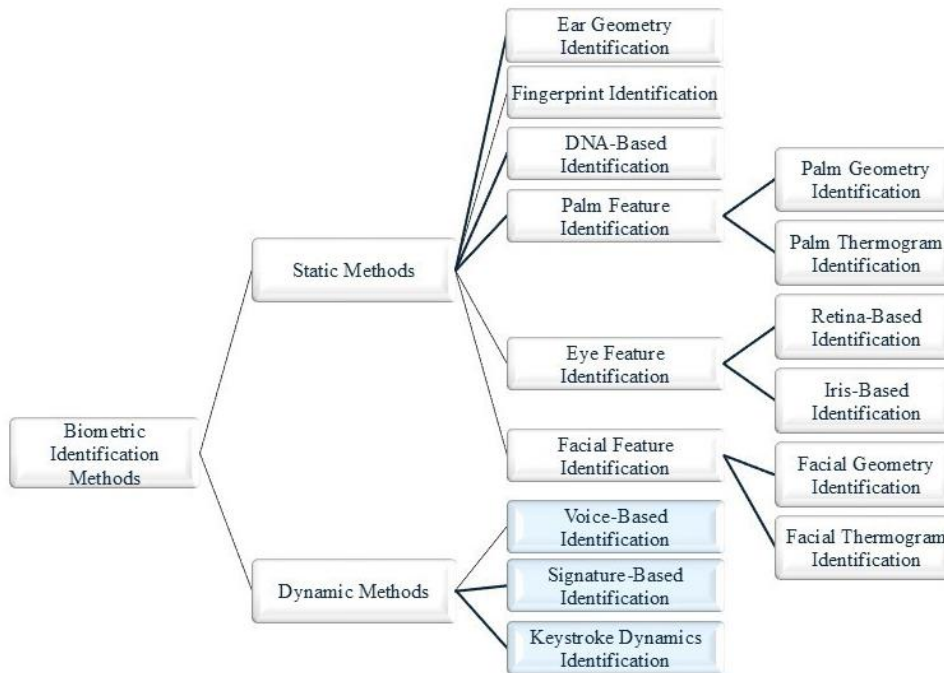 Ear Geometry
Identification
Fingerprint Identification
DNA-Based
Identification
Palm Feature
Identification
Palm Geometry
Identification
Palm Thermogram
Identification
Static Methods
Eye Feature
Identification
Retina-Based
Identification
Iris-Based
Identification
Biometric
Identification
Methods
Facial Feature
Identification
Facial Geometry
Identification
Facial Thermogram
Identification
Dynamic Methods
Voice-Based
Identification
Signature-Based
Identification
Keystroke Dynamics
Identification